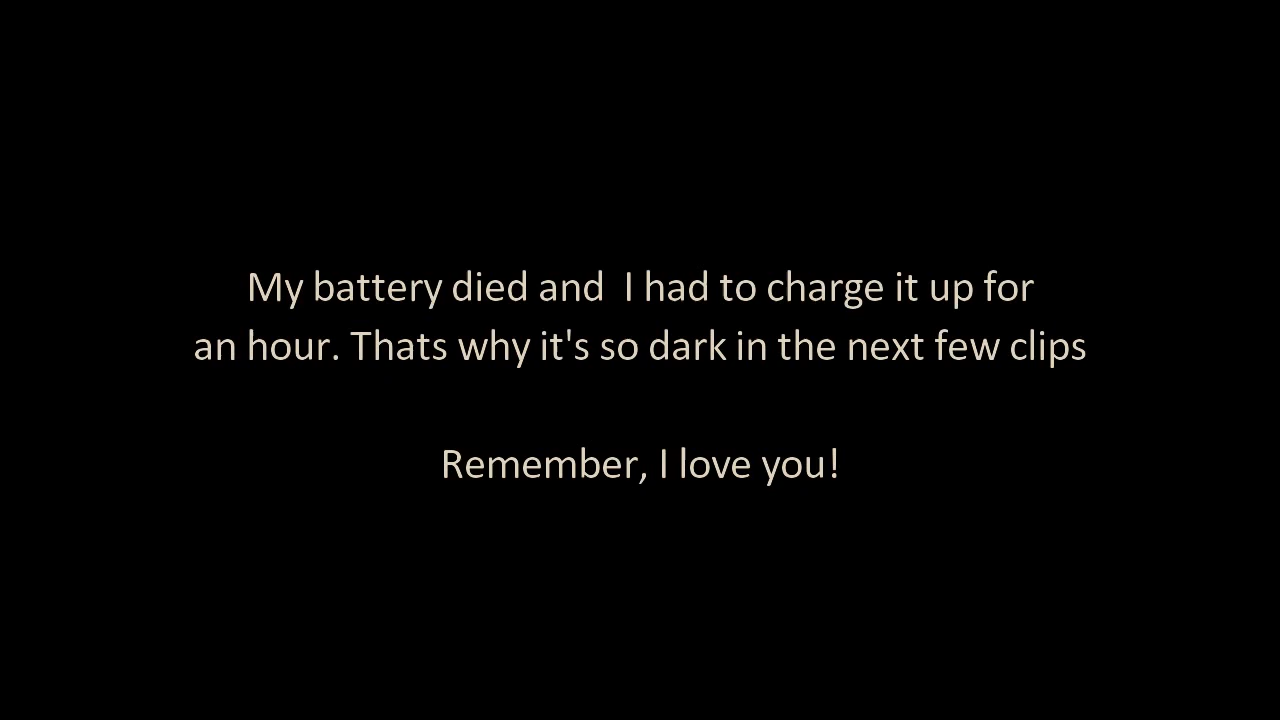 My battery died and  I had to charge it up for
an hour. Thats why it's so dark in the next few clips
Remember, I love you!